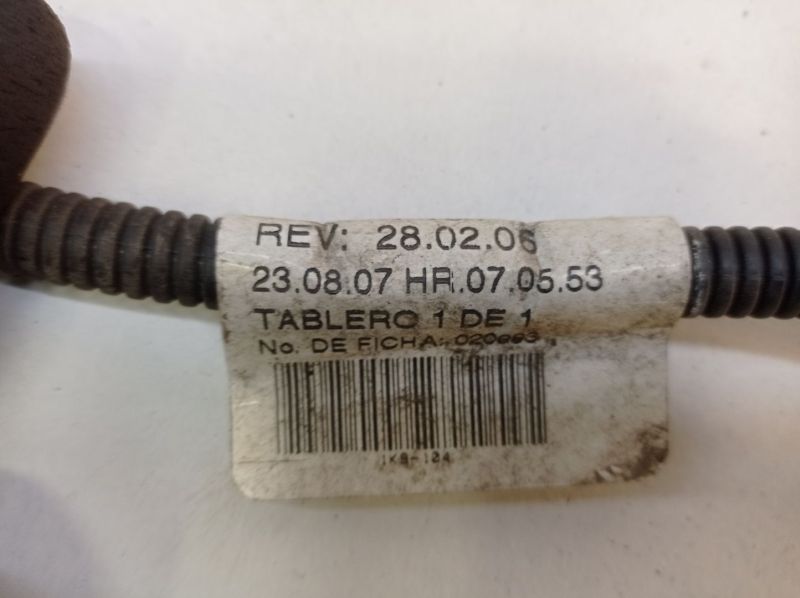 REV: 28.02.06
23.08.07 HR.07.05.53
TABLERO 1 DE 1
No. DE FICHA: